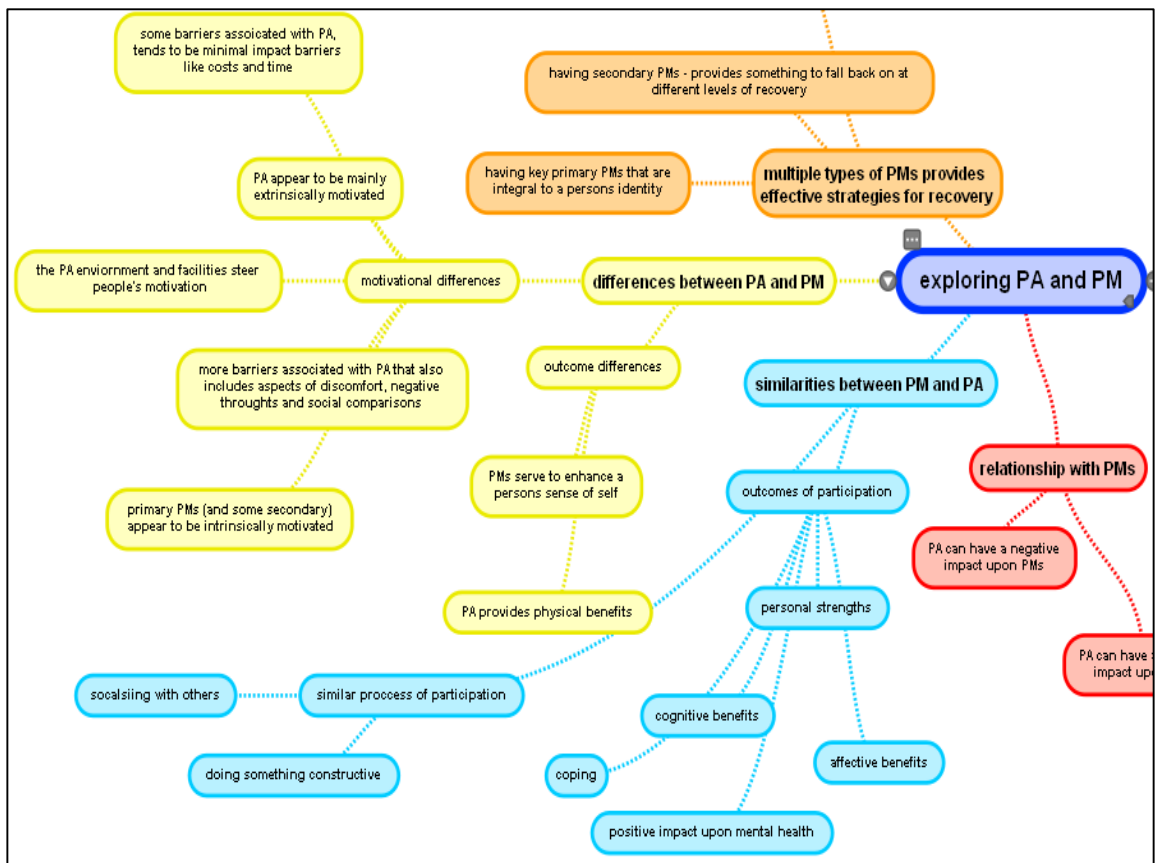 some barriers assoicated with PA,
tends to be minimal impact barriers
like costs and time
having secondary PMs - provides something to fall back on at
different levels of recovery
PA appear to be mainly
extrinsically motivated
having key primary PMs that are
integral to a persons identity
multiple types of PMs provides
effective strategies for recovery
the PA enviornment and facilities steer
people's motivation
motivational differences
differences between PA and PM
exploring PA and PM
more barriers associated with PA that also
includes aspects of discomfort, negative
throughts and social comparisons
outcome differences
similarities between PM and PA
primary PMs (and some secondary)
appear to be intrinsically motivated
PMs serve to enhance a
persons sense of self
outcomes of participation
relationship with PMs
PA can have a negative
impact upon PMs
PA provides physical benefits
personal strengths
PA can have
impact
socalsiing with others
similar proccess of participation
cognitive benefits
doing something constructive
coping
affective benefits
positive impact upon mental health